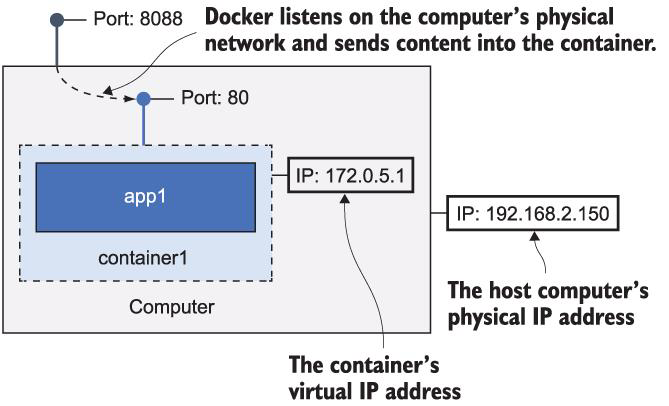 Port: 8088
Docker listens on the computer's physical
network and sends content into the container.
Port: 80
IP: 172.0.5.1
app1
IP: 192.168.2.150
container1
Computer
The host computer's
physical IP address
The container's
virtual IP address